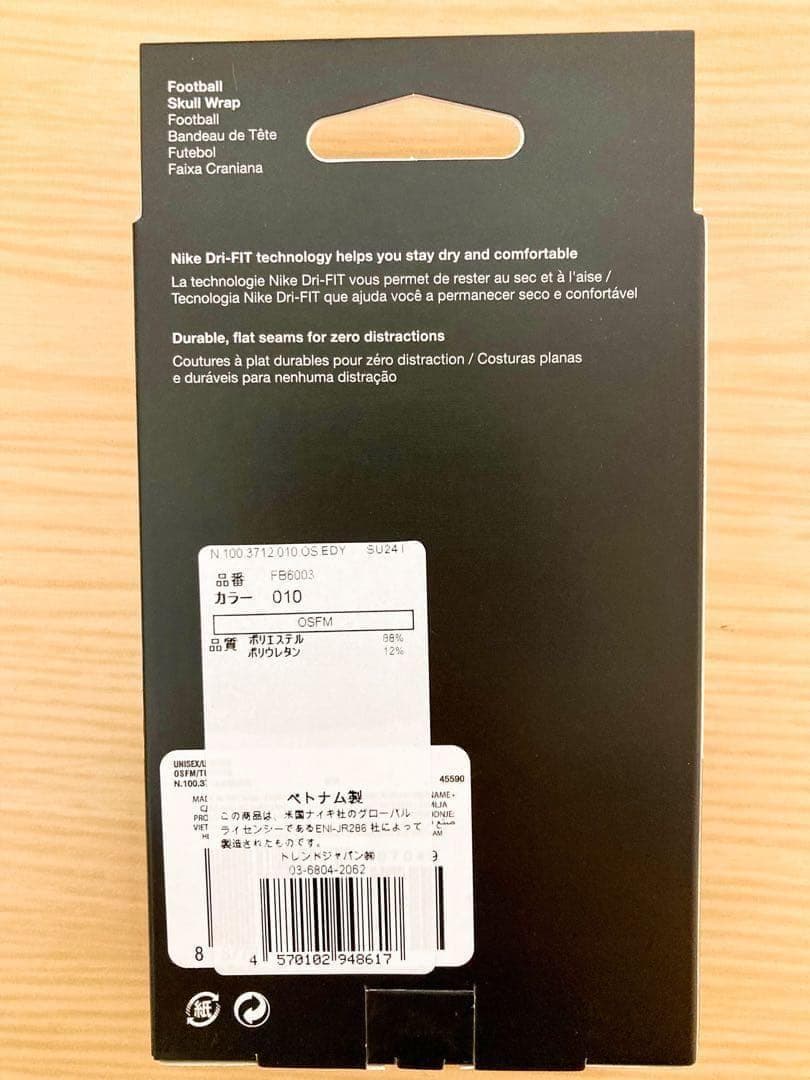 Football
Skull Wrap
Football
Bandeau de Tête
Futebol
Faixa Craniana
Nike Dri-FIT technology helps you stay dry and comfortable
La technologie Nike Dri-FIT vous permet de rester au sec et à l'aise /
Tecnologia Nike Dri-FIT que ajuda você a permanecer seco e confortável
Durable, flat seams for zero distractions
Coutures à plat durables pour zéro distraction / Costuras planas
e duráveis para nenhuma distração
N.100.3712.010.OS.EDY SU241
品番 FB6003
カラー 010
OSFM
品質 ポリエステル 88%
ポリウレタン 12%
45590
ベトナム製
この商品は、米国ナイキ社のグローバル
ライセンシーであるENI-JR286 社によって
製造されたものです。
トレンドジャパン㈱
03-6804-2062
8
4 570102 948617
紙